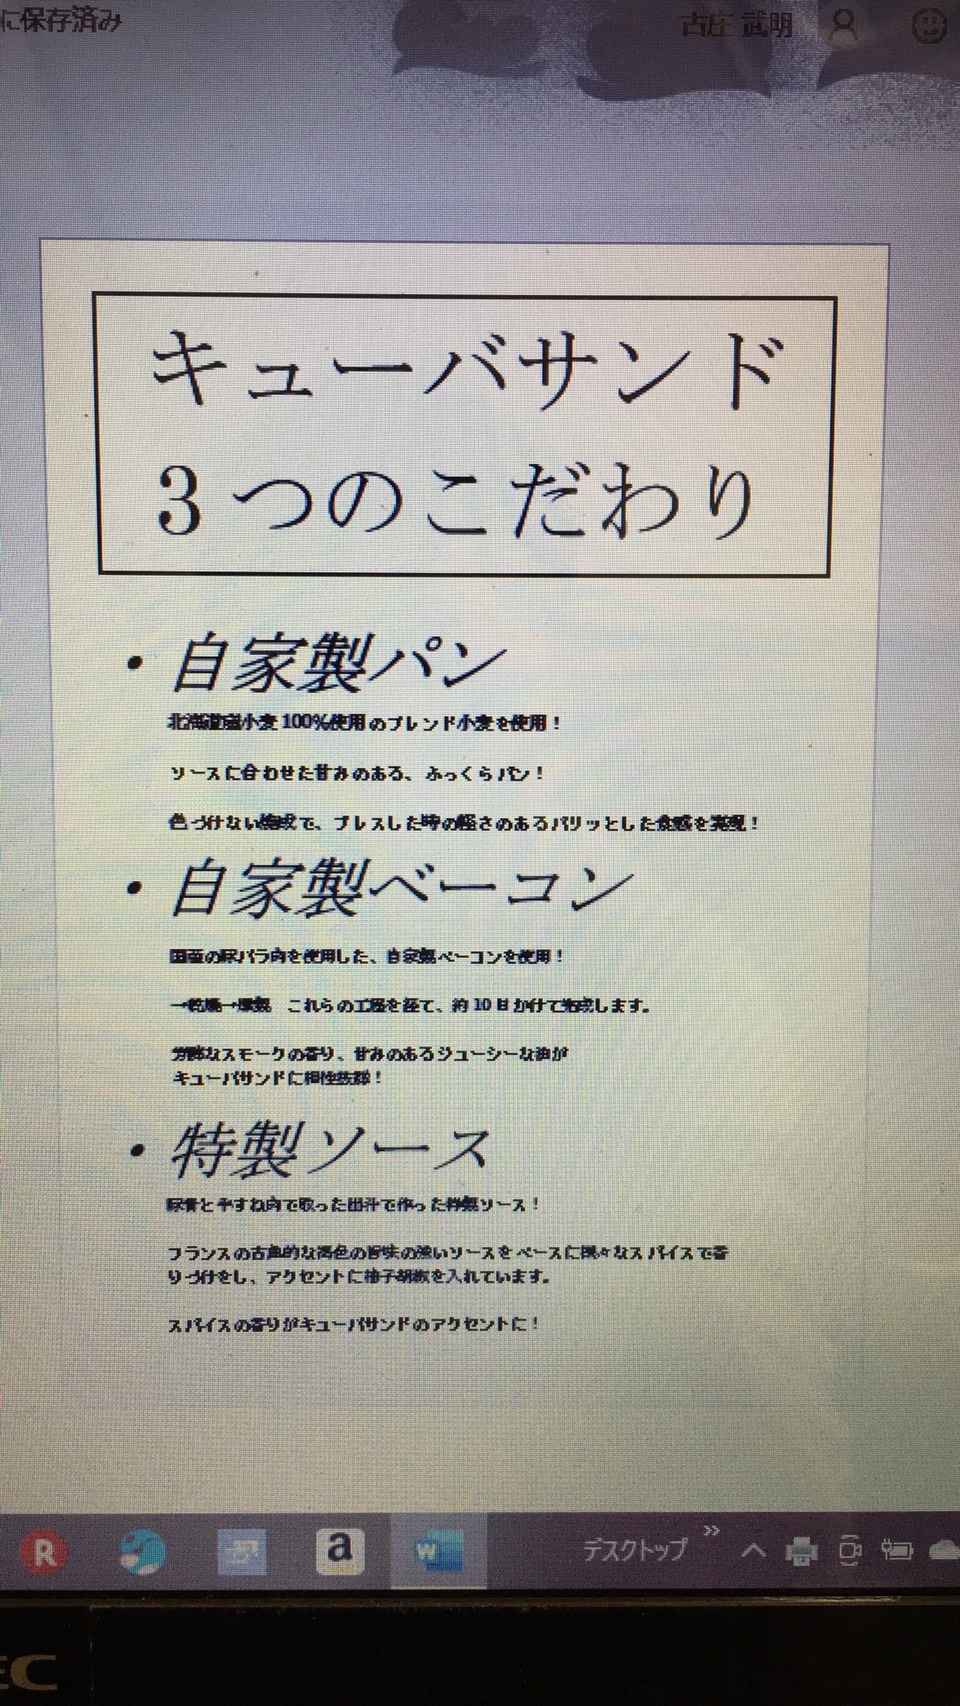 に保存済み
古庄 武明
キューバサンド
3つのこだわり
・自家製パン
北海道産小麦100%使用のブレンド小麦を使用！
ソースに合わせた甘みのある、ふっくらパン！
色づけない焼成で、プレスした時の軽さのあるパリッとした食感を実現！
・自家製ベーコン
国産の豚バラ肉を使用した、自家製ベーコンを使用！
→乾燥→燻製　これらの工程を経て、約10日かけて完成します。
芳醇なスモークの香り、甘みのあるジューシーな油が
キューバサンドに相性抜群！
・特製ソース
豚骨と牛すね肉で取った出汁で作った特製ソース！
フランスの古典的な褐色の旨味の強いソースをベースに様々なスパイスで香
りづけをし、アクセントに柚子胡椒を入れています。
スパイスの香りがキューバサンドのアクセントに！
R
a
W
デスクトップ
EC